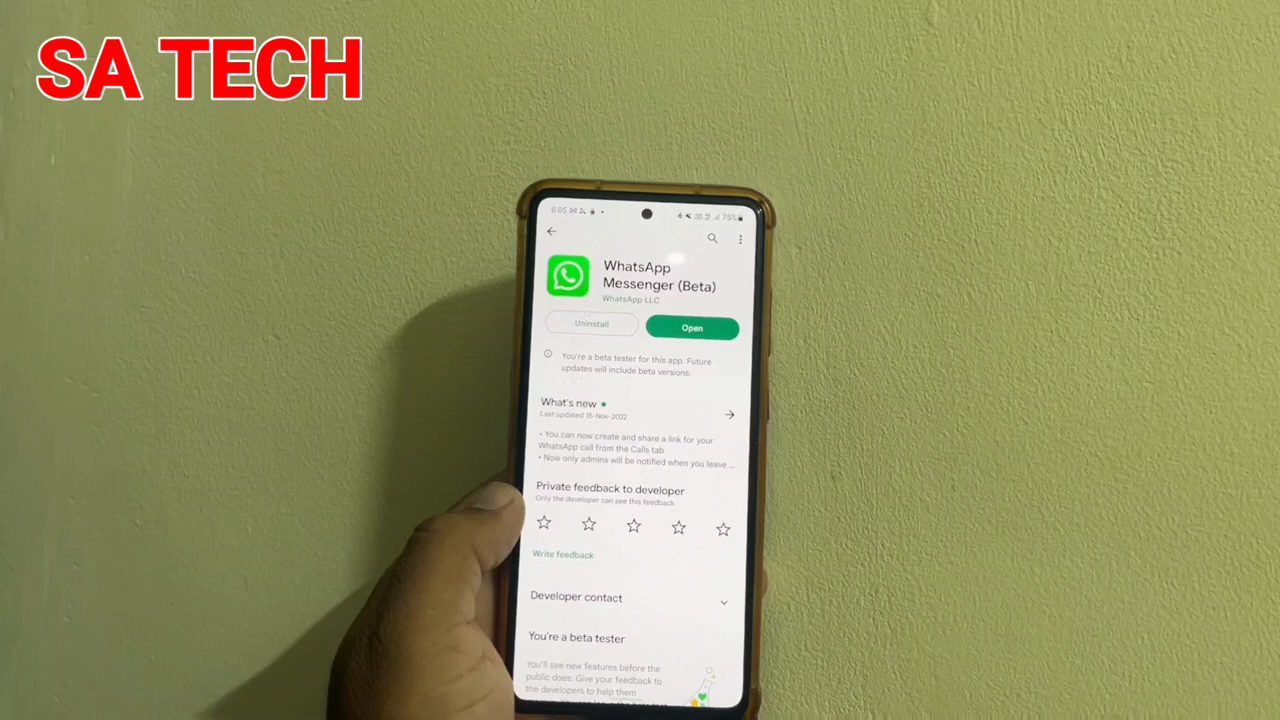 SA TECH
6:05
75%
WhatsApp
Messenger (Beta)
WhatsApp LLC
Uninstall
Open
You're a beta tester for this app. Future
updates will include beta versions.
What's new
Last updated 15-Nov-2022
• You can now create and share a link for your
WhatsApp call from the Calls tab
• Now only admins will be notified when you leave ...
Private feedback to developer
Only the developer can see this feedback
Write feedback
Developer contact
You're a beta tester
You'll see new features before the
public does. Give your feedback to
the developers to help them